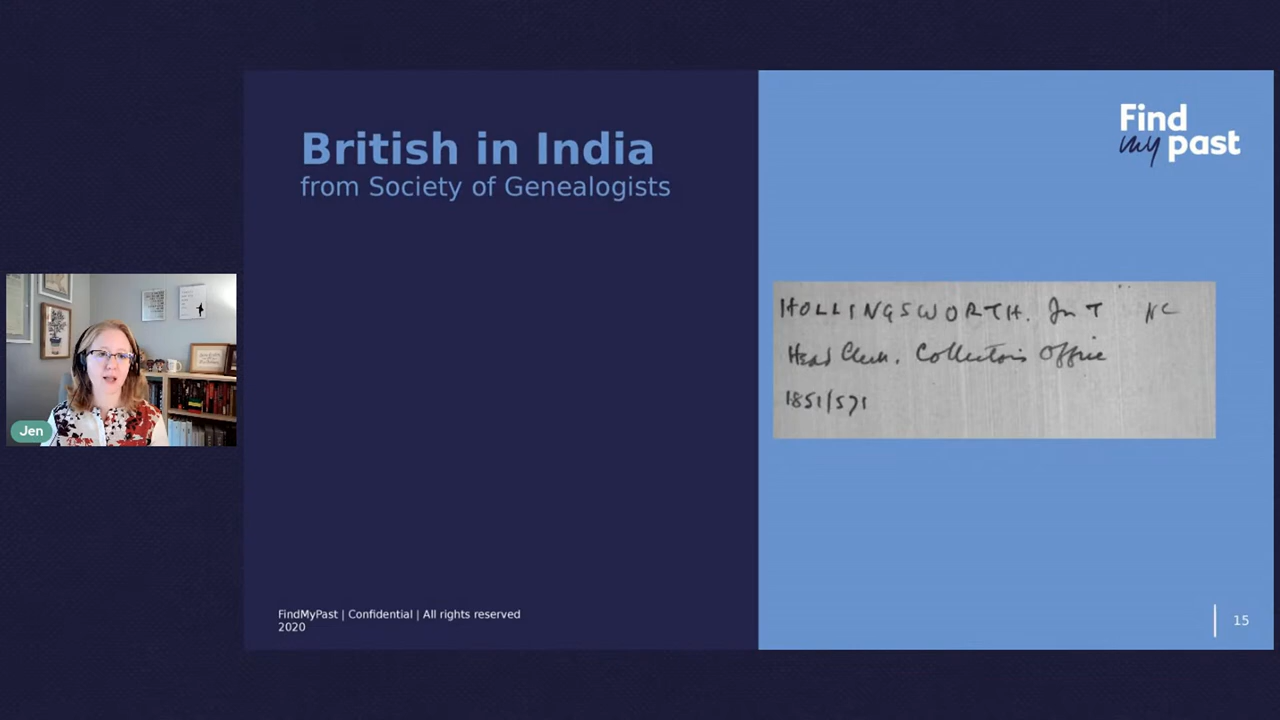 British in India
from Society of Genealogists
Find
my past
HOLLINGSWORTH. Jn T NC
Head Clerk. Collectors Office
1851/571
Jen
FindMyPast | Confidential | All rights reserved
2020
15